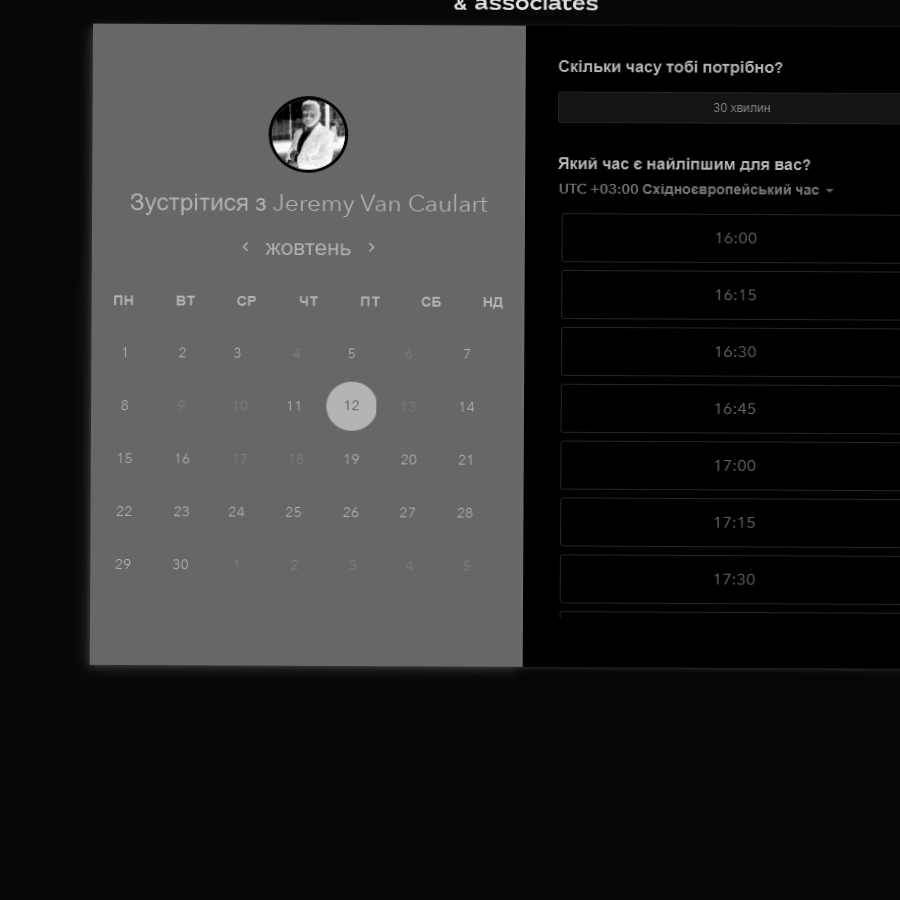 & associates
Зустрітися з Jeremy Van Caulart
жовтень
ПН ВТ СР ЧТ ПТ СБ НД
1 2 3 4 5 6 7
8 9 10 11 12 13 14
15 16 17 18 19 20 21
22 23 24 25 26 27 28
29 30 1 2 3 4 5
Скільки часу тобі потрібно?
30 хвилин
Який час є найліпшим для вас?
UTC +03:00 Східноєвропейський час
16:00
16:15
16:30
16:45
17:00
17:15
17:30